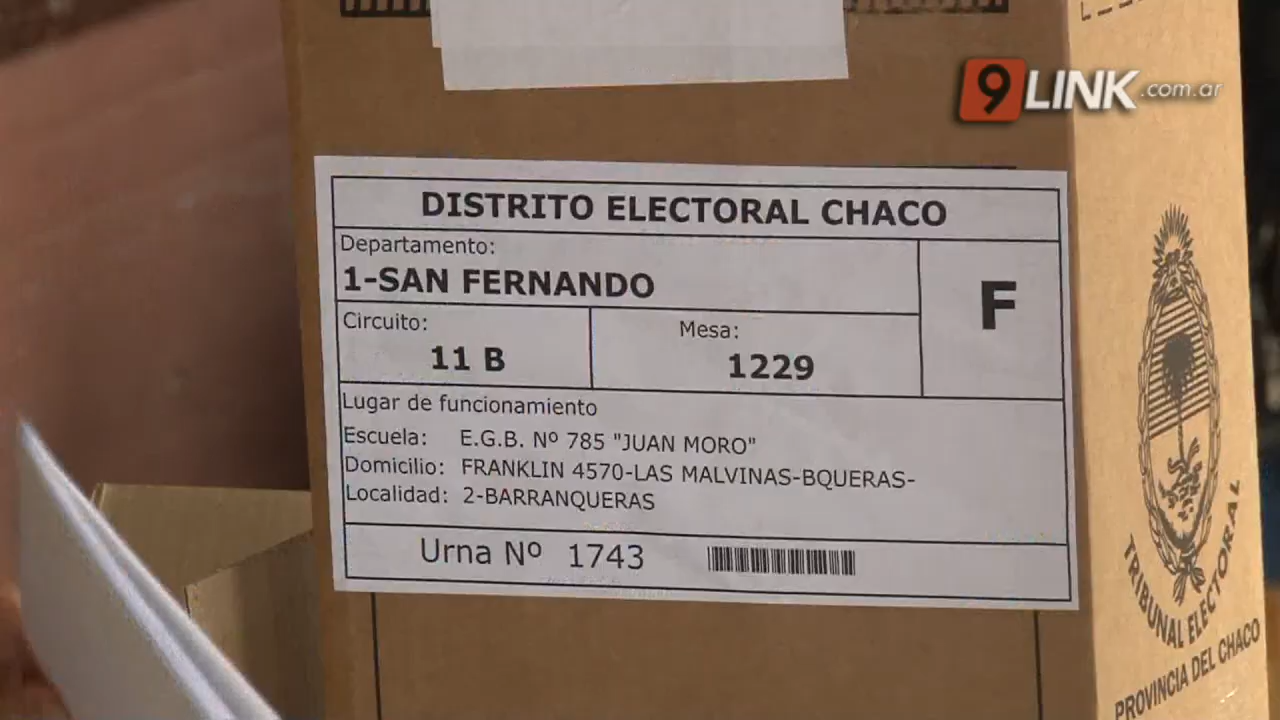 9 LINK.com.ar
DISTRITO ELECTORAL CHACO
Departamento:
1-SAN FERNANDO
F
Circuito:
11 B
Mesa:
1229
Lugar de funcionamiento
Escuela: E.G.B. Nº 785 "JUAN MORO"
Domicilio: FRANKLIN 4570-LAS MALVINAS-BQUERAS-
Localidad: 2-BARRANQUERAS
Urna Nº 1743
TRIBUNAL ELECTORAL
PROVINCIA DEL CHACO